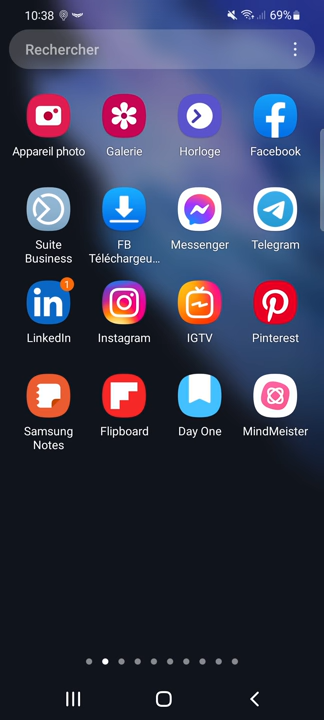 10:38
69%
Rechercher
Appareil photo
Galerie
Horloge
Facebook
Suite
Business
FB
Téléchargeu...
Messenger
Telegram
1
LinkedIn
Instagram
IGTV
Pinterest
Samsung
Notes
Flipboard
Day One
MindMeister